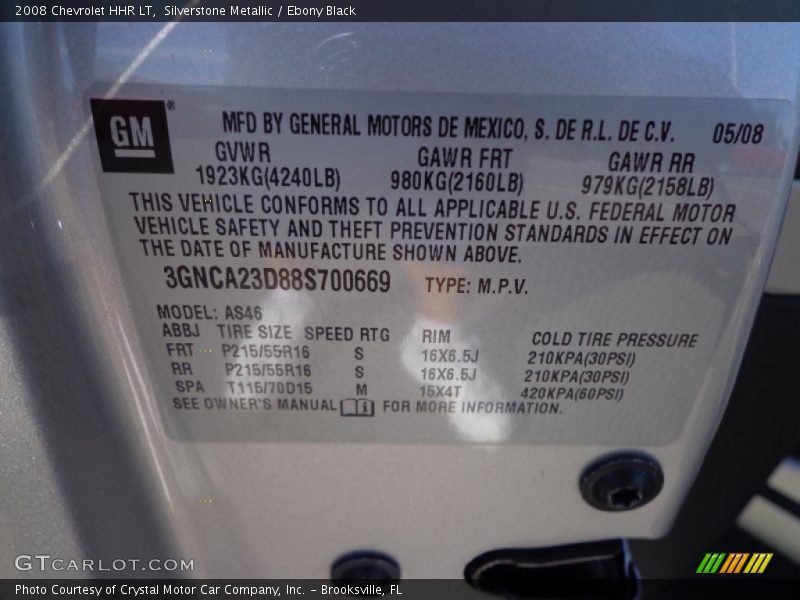 2008 Chevrolet HHR LT,  Silverstone Metallic / Ebony Black
GM®
MFD BY GENERAL MOTORS DE MEXICO, S. DE R.L. DE C.V. 05/08
GVWR GAWR FRT GAWR RR
1923KG(4240LB) 980KG(2160LB) 979KG(2158LB)
THIS VEHICLE CONFORMS TO ALL APPLICABLE U.S. FEDERAL MOTOR
VEHICLE SAFETY AND THEFT PREVENTION STANDARDS IN EFFECT ON
THE DATE OF MANUFACTURE SHOWN ABOVE.
3GNCA23D88S700669 TYPE: M.P.V.
MODEL: AS46
ABBJ TIRE SIZE SPEED RTG RIM COLD TIRE PRESSURE
FRT P215/55R16 S 16X6.5J 210KPA(30PSI)
RR P215/55R16 S 16X6.5J 210KPA(30PSI)
SPA T115/70D15 M 15X4T 420KPA(60PSI)
SEE OWNER'S MANUAL FOR MORE INFORMATION.
GTCARLOT.COM
Photo Courtesy of Crystal Motor Car Company, Inc. – Brooksville, FL